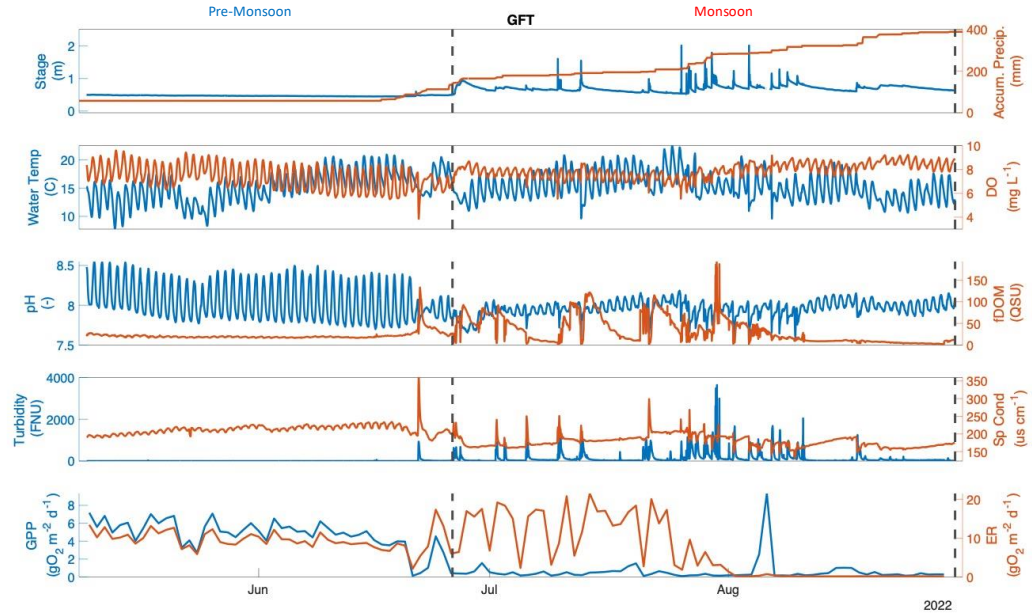 Pre-Monsoon
GFT
Monsoon
Stage
(m)
2
1
0
400
200
0
Accum. Precip.
(mm)
Water Temp
(C)
20
15
10
10
8
6
4
DO
(mg L⁻¹)
pH
(-)
8.5
8
7.5
150
100
50
0
fDOM
(QSU)
Turbidity
(FNU)
4000
2000
0
350
300
250
200
150
Sp Cond
(us cm⁻¹)
GPP
(gO₂ m⁻² d⁻¹)
8
6
4
2
0
20
10
0
ER
(gO₂ m⁻² d⁻¹)
Jun
Jul
Aug
2022